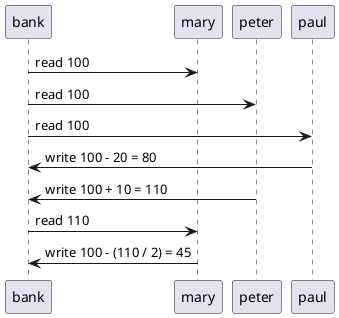 bank mary peter paul
read 100
read 100
read 100
write 100 - 20 = 80
write 100 + 10 = 110
read 110
write 100 - (110 / 2) = 45
bank mary peter paul